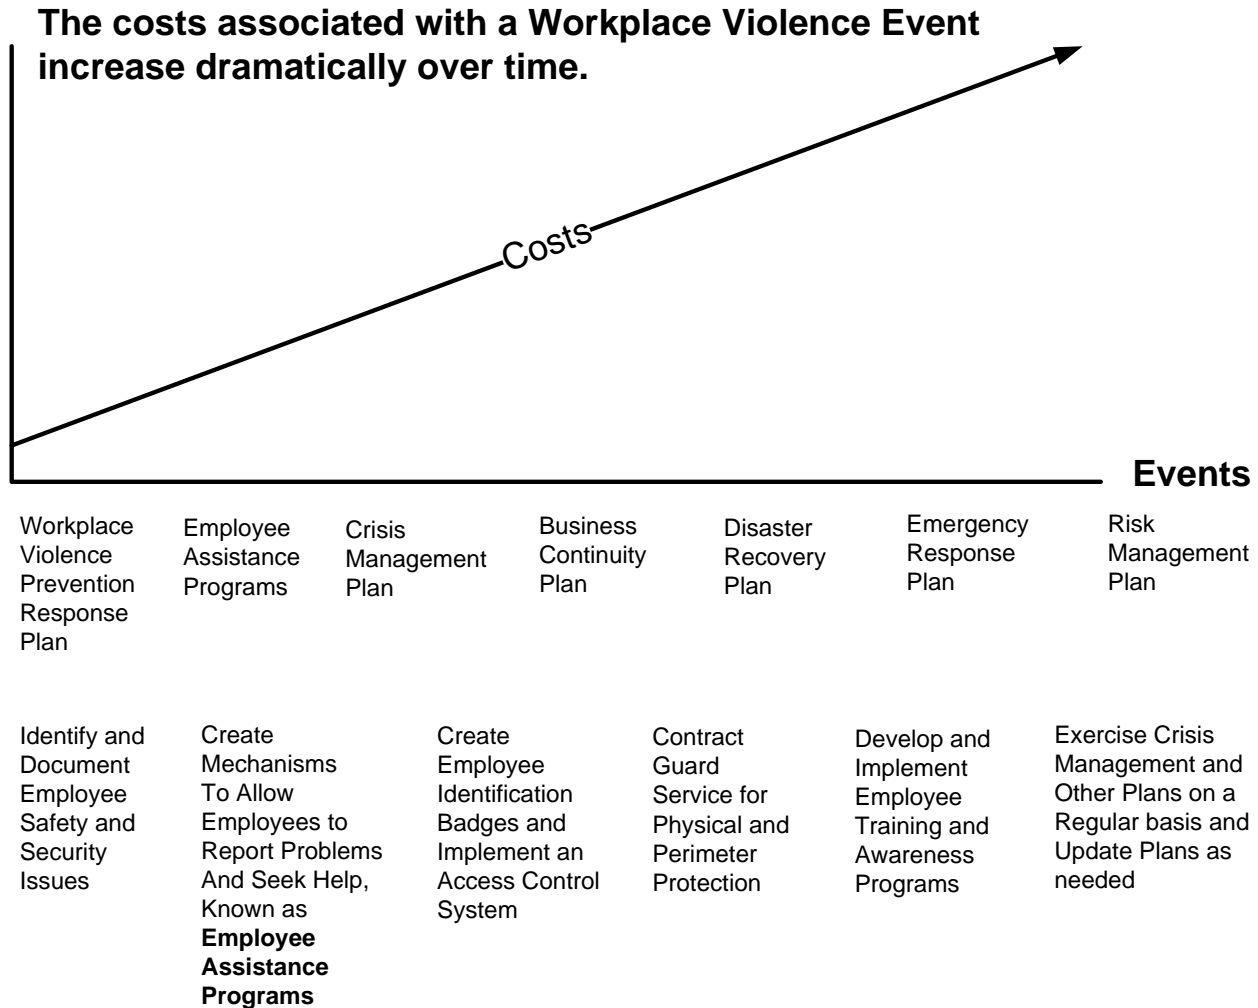 The costs associated with a Workplace Violence Event
increase dramatically over time.
Costs
Events
Workplace
Violence
Prevention
Response
Plan
Employee
Assistance
Programs
Crisis
Management
Plan
Business
Continuity
Plan
Disaster
Recovery
Plan
Emergency
Response
Plan
Risk
Management
Plan
Identify and
Document
Employee
Safety and
Security
Issues
Create
Mechanisms
To Allow
Employees to
Report Problems
And Seek Help,
Known as
Employee
Assistance
Programs
Create
Employee
Identification
Badges and
Implement an
Access Control
System
Contract
Guard
Service for
Physical and
Perimeter
Protection
Develop and
Implement
Employee
Training and
Awareness
Programs
Exercise Crisis
Management and
Other Plans on a
Regular basis and
Update Plans as
needed